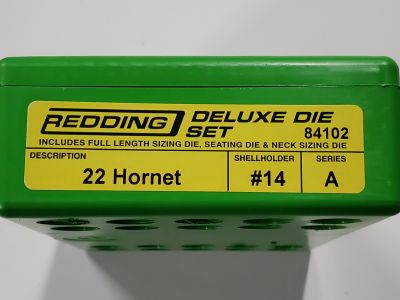 REDDING DELUXE DIE
SET 84102
INCLUDES FULL LENGTH SIZING DIE, SEATING DIE & NECK SIZING DIE
DESCRIPTION SHELLHOLDER SERIES
22 Hornet #14 A